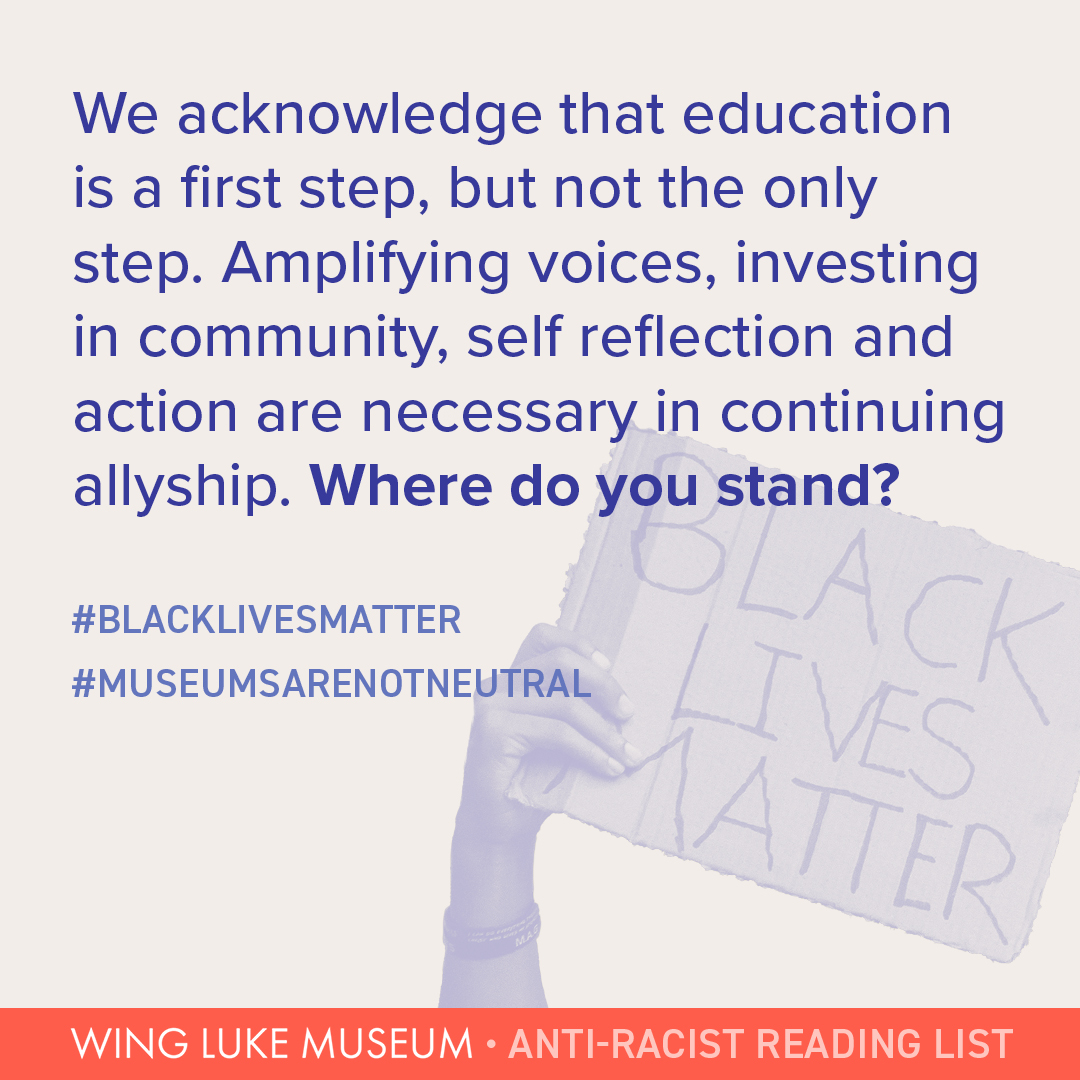 We acknowledge that education
is a first step, but not the only
step. Amplifying voices, investing
in community, self reflection and
action are necessary in continuing
allyship. Where do you stand?
#BLACKLIVESMATTER
#MUSEUMSARENOTNEUTRAL
BLACK
LIVES
MATTER
WING LUKE MUSEUM • ANTI-RACIST READING LIST